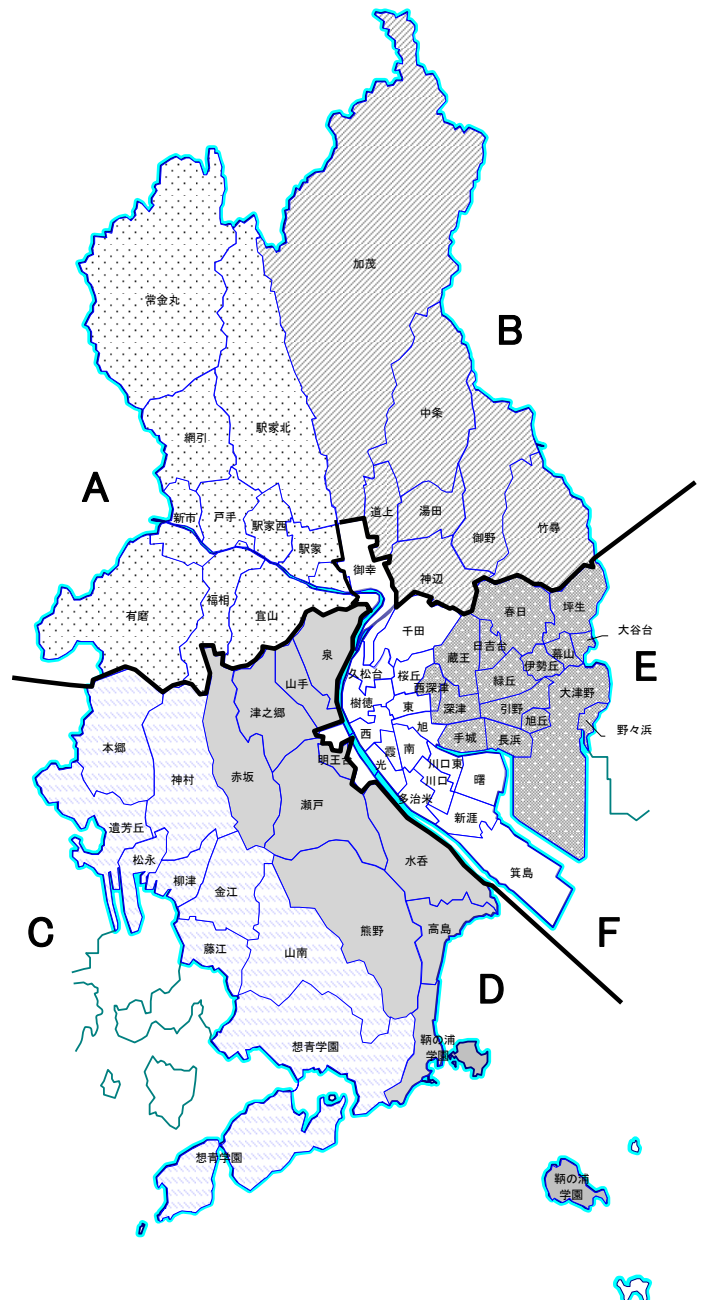 加茂
常金丸
B
中条
駅家北
網引
A
道上
湯田
新市
戸手
駅家西
竹尋
御野
駅家
御幸
神辺
福相
坪生
有磨
宜山
春日
千田
大谷台
日吉台
泉
幕山
蔵王
伊勢丘
E
久松台
桜丘
緑丘
山手
西深津
大津野
樹徳
東
深津
引野
津之郷
旭
旭丘
野々浜
西
手城
長浜
本郷
霞
南
明王台
光
川口東
神村
赤坂
川口
曙
多治米
瀬戸
新涯
遺芳丘
松永
水呑
箕島
柳津
金江
高島
熊野
C
F
藤江
山南
D
鞆の浦
学園
想青学園
想青学園
鞆の浦
学園